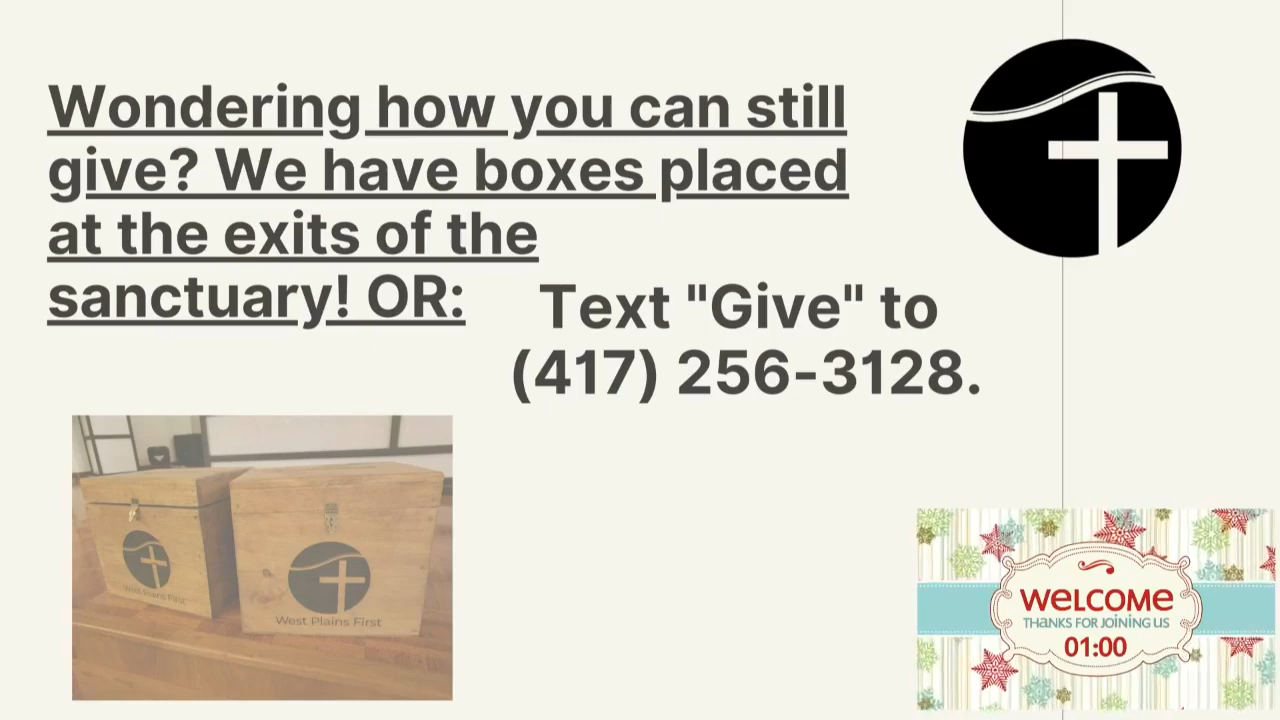 Wondering how you can still
give? We have boxes placed
at the exits of the
sanctuary! OR:
Text "Give" to
(417) 256-3128.
West Plains First
West Plains First
WELCOME
THANKS FOR JOINING US
01:00